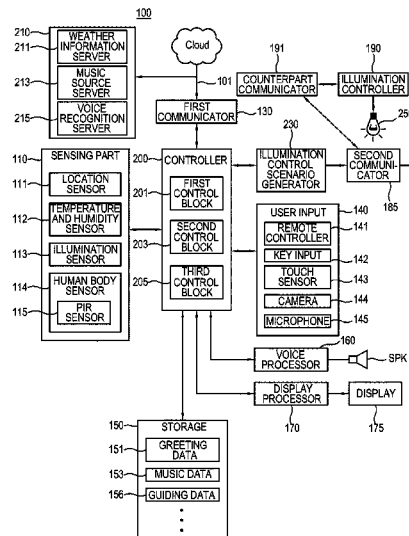 100
210
WEATHER
INFORMATION
SERVER
211
MUSIC
SOURCE
SERVER
213
VOICE
RECOGNITION
SERVER
215
Cloud
101
FIRST
COMMUNICATOR
130
191
COUNTERPART
COMMUNICATOR
190
ILLUMINATION
CONTROLLER
230
ILLUMINATION
CONTROL
SCENARIO
GENERATOR
SECOND
COMMUNI-
CATOR
185
110
SENSING PART
LOCATION
SENSOR
111
TEMPERATURE
AND HUMIDITY
SENSOR
112
ILLUMINATION
SENSOR
113
HUMAN BODY
SENSOR
114
PIR
SENSOR
115
200
CONTROLLER
FIRST
CONTROL
BLOCK
201
SECOND
CONTROL
BLOCK
203
THIRD
CONTROL
BLOCK
205
USER INPUT
140
REMOTE
CONTROLLER
141
KEY INPUT
142
TOUCH
SENSOR
143
CAMERA
144
MICROPHONE
145
160
VOICE
PROCESSOR
SPK
DISPLAY
PROCESSOR
170
DISPLAY
175
150
STORAGE
GREETING
DATA
151
MUSIC DATA
153
GUIDING DATA
156